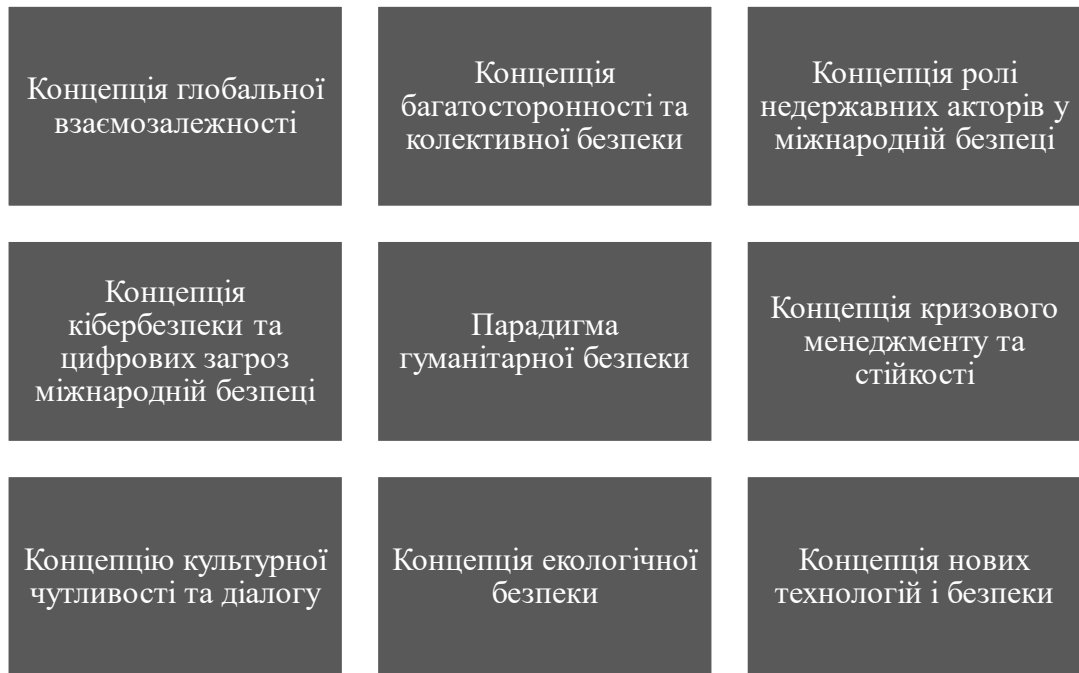 Концепція глобальної
взаємозалежності
Концепція
багатосторонності та
колективної безпеки
Концепція ролі
недержавних акторів у
міжнародній безпеці
Концепція
кібербезпеки та
цифрових загроз
міжнародній безпеці
Парадигма
гуманітарної безпеки
Концепція кризового
менеджменту та
стійкості
Концепцію культурної
чутливості та діалогу
Концепція екологічної
безпеки
Концепція нових
технологій і безпеки